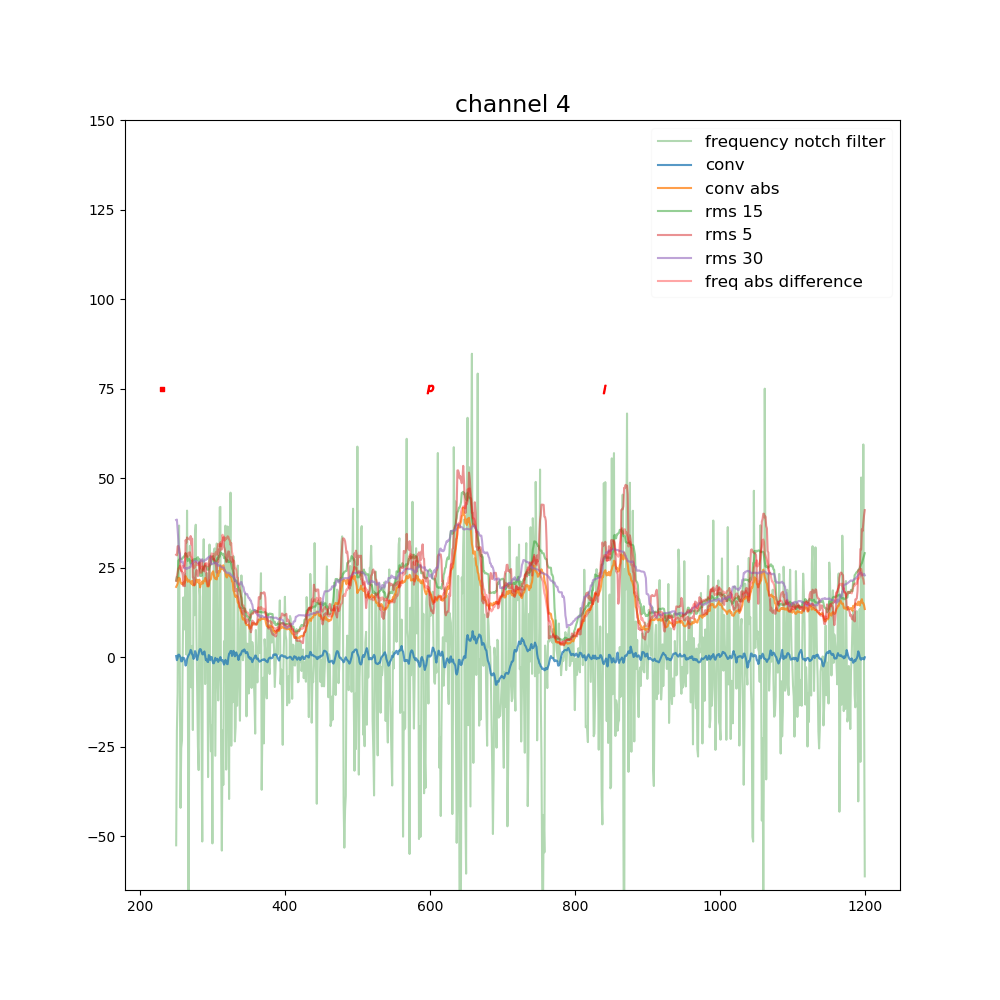 channel 4
150
frequency notch filter
conv
conv abs
rms 15
rms 5
rms 30
freq abs difference
125
100
75
p
l
50
25
0
−25
−50
200 400 600 800 1000 1200